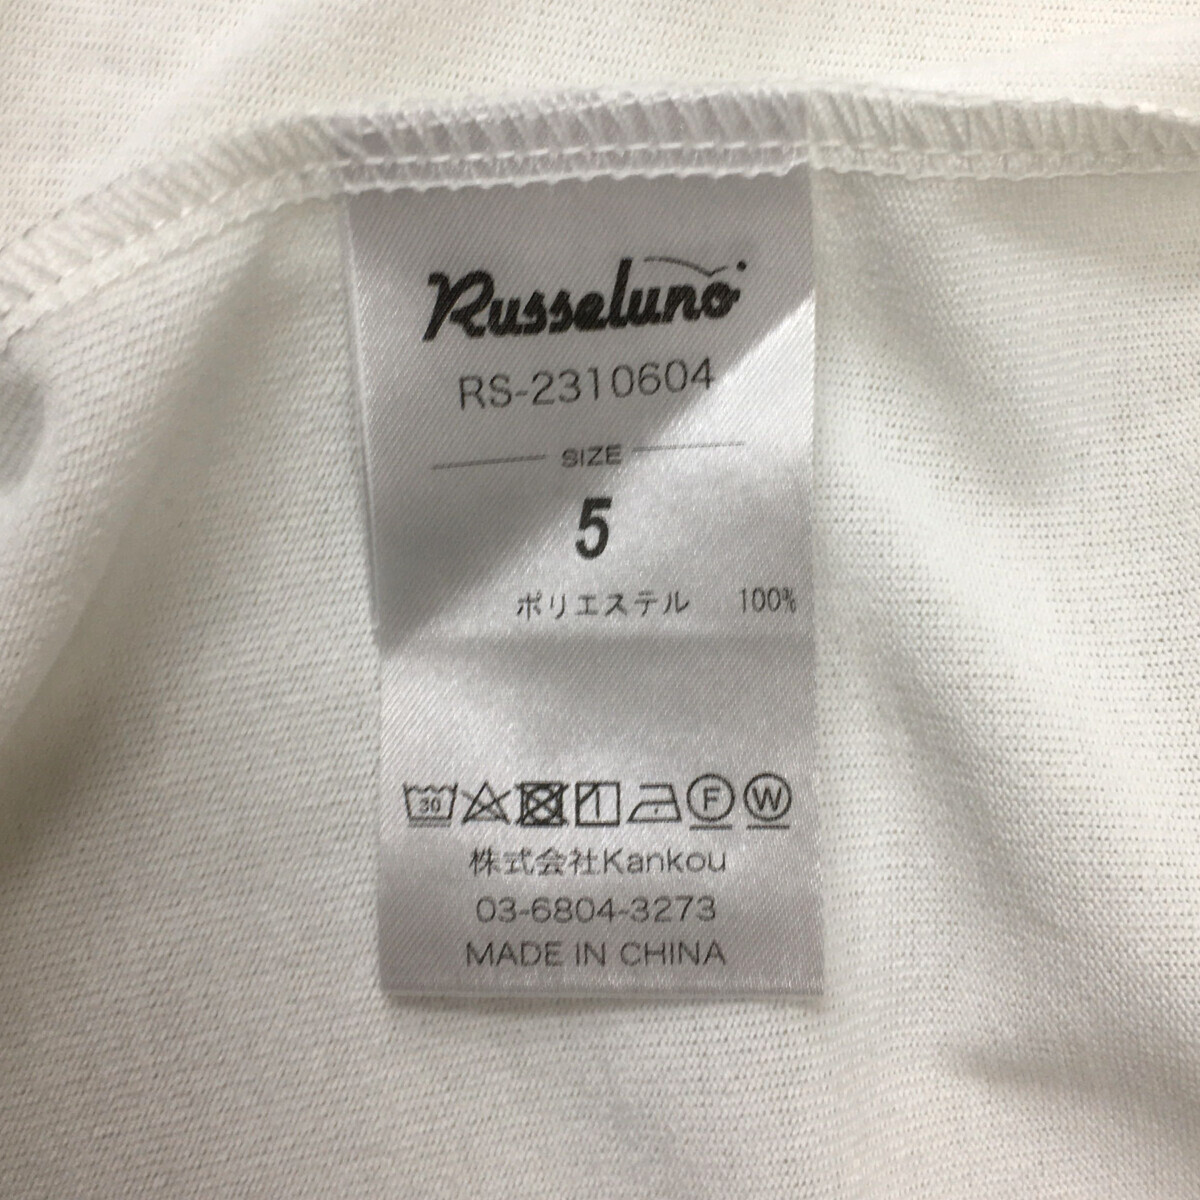 Russeluno
RS-2310604
SIZE
5
ポリエステル 100%
30 F W
株式会社Kankou
03-6804-3273
MADE IN CHINA